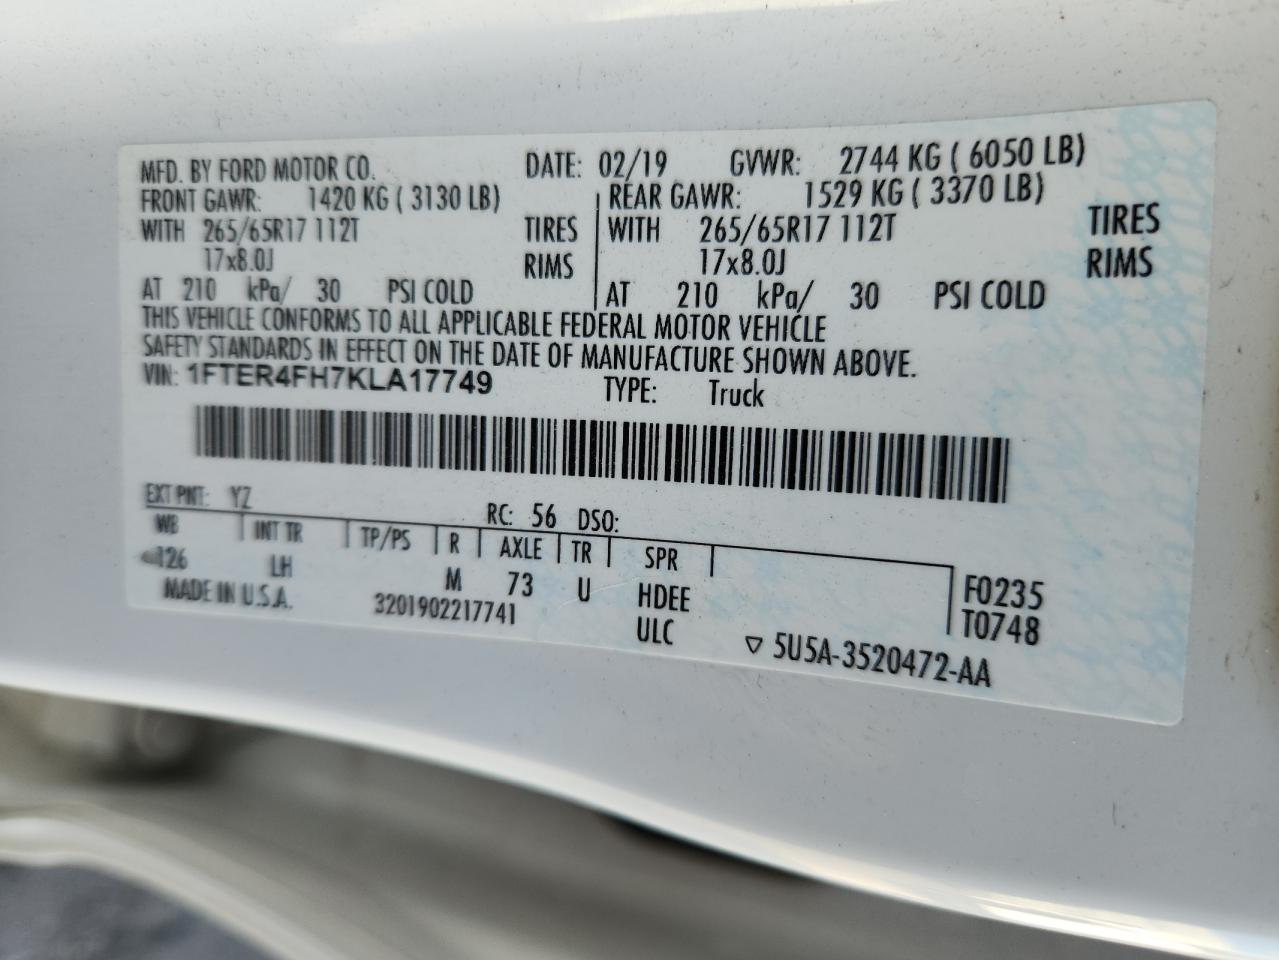 MFD. BY FORD MOTOR CO. DATE: 02/19 GVWR: 2744 KG ( 6050 LB)
FRONT GAWR: 1420 KG ( 3130 LB) REAR GAWR: 1529 KG ( 3370 LB)
WITH 265/65R17 112T TIRES WITH 265/65R17 112T TIRES
17x8.0J RIMS 17x8.0J RIMS
AT 210 kPa/ 30 PSI COLD AT 210 kPa/ 30 PSI COLD
THIS VEHICLE CONFORMS TO ALL APPLICABLE FEDERAL MOTOR VEHICLE
SAFETY STANDARDS IN EFFECT ON THE DATE OF MANUFACTURE SHOWN ABOVE.
VIN: 1FTER4FH7KLA17749 TYPE: Truck
EXT PNT: YZ RC: 56 DSO:
WB INT TR TP/PS R AXLE TR SPR
126 LH M 73 U HDEE F0235
MADE IN U.S.A. 3201902217741 ULC T0748
▽ 5U5A-3520472-AA